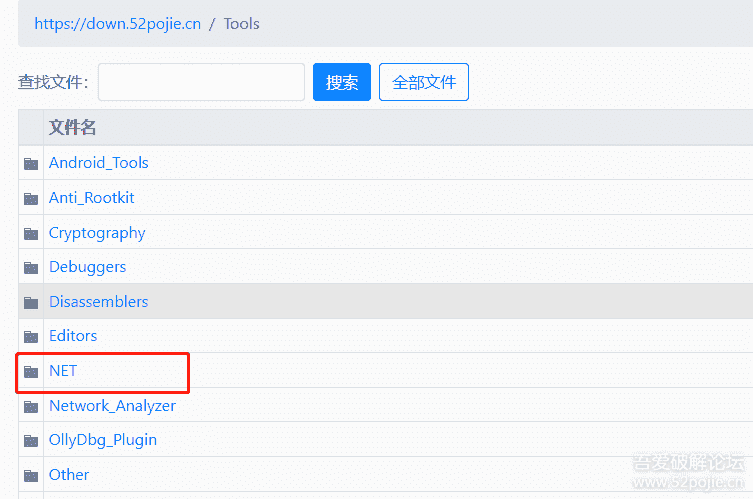 https://down.52pojie.cn / Tools
查找文件： 搜索 全部文件
文件名
Android_Tools
Anti_Rootkit
Cryptography
Debuggers
Disassemblers
Editors
NET
Network_Analyzer
OllyDbg_Plugin
Other
吾爱破解论坛
www.52pojie.cn